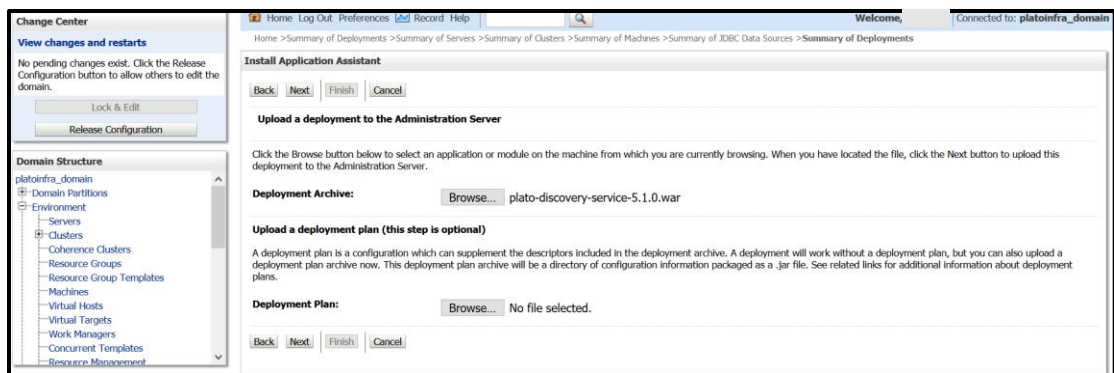 Change Center
View changes and restarts
No pending changes exist. Click the Release
Configuration button to allow others to edit the
domain.
Lock & Edit
Release Configuration
Domain Structure
platoinfra_domain
Domain Partitions
Environment
Servers
Clusters
Coherence Clusters
Resource Groups
Resource Group Templates
Machines
Virtual Hosts
Virtual Targets
Work Managers
Concurrent Templates
Resource Management
Home Log Out Preferences Record Help
Welcome,
Connected to: platoinfra_domain
Home >Summary of Deployments >Summary of Servers >Summary of Clusters >Summary of Machines >Summary of JDBC Data Sources >Summary of Deployments
Install Application Assistant
Back Next Finish Cancel
Upload a deployment to the Administration Server
Click the Browse button below to select an application or module on the machine from which you are currently browsing. When you have located the file, click the Next button to upload this
deployment to the Administration Server.
Deployment Archive: Browse... plato-discovery-service-5.1.0.war
Upload a deployment plan (this step is optional)
A deployment plan is a configuration which can supplement the descriptors included in the deployment archive. A deployment will work without a deployment plan, but you can also upload a
deployment plan archive now. This deployment plan archive will be a directory of configuration information packaged as a .jar file. See related links for additional information about deployment
plans.
Deployment Plan: Browse... No file selected.
Back Next Finish Cancel